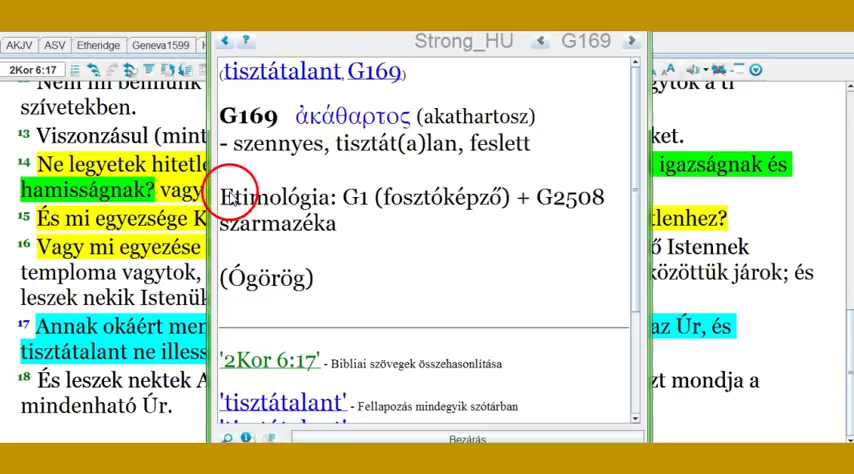 AKJV ASV Etheridge Geneva1599
Strong_HU G169
2Kor 6:17
(tisztátalant, G169)
szívetekben.
G169 ἀκάθαρτος (akathartosz)
13 Viszonzásul (mint
ket.
- szennyes, tisztát(a)lan, feslett
14 Ne legyetek hitetle
igazságnak és
hamisságnak? vagy
Etimológia: G1 (fosztóképző) + G2508
származéka
15 És mi egyezsége K
tlenhez?
16 Vagy mi egyezése
ő Istennek
temploma vagytok,
közöttük járok; és
(Ógörög)
leszek nekik Istenük
17 Annak okáért men
az Úr, és
tisztátalant ne illess
'2Kor 6:17' - Bibliai szövegek összehasonlítása
18 És leszek nektek A
zt mondja a
mindenható Úr.
'tisztátalant' - Fellapozás mindegyik szótárban
Bezárás